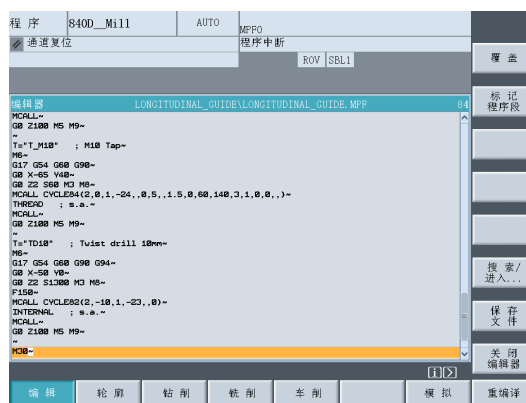 程 序
840D__Mill
AUTO
MPF0
通道复位
程序中断
ROV SBL1
编辑器 LONGITUDINAL_GUIDE\LONGITUDINAL_GUIDE.MPF 84
MCALL~
G0 Z100 M5 M9~
~
T="T_M10" ; M10 Tap~
M6~
G17 G54 G60 G90~
G0 X-65 Y40~
G0 Z2 S60 M3 M8~
MCALL CYCLE84(2,0,1,-24,,0,5,,1.5,0,60,140,3,1,0,0,,)~
THREAD ; s.a.~
MCALL~
G0 Z100 M5 M9~
~
T="TD10" ; Twist drill 10mm~
M6~
G17 G54 G60 G90 G94~
G0 X-50 Y0~
G0 Z2 S1300 M3 M8~
F150~
MCALL CYCLE82(2,-10,1,-23,,0)~
INTERNAL ; s.a.~
MCALL~
G0 Z100 M5 M9~
~
M30~
覆 盖
标 记
程序段
搜 索/
进入...
保 存
文 件
关 闭
编辑器
编 辑
轮 廓
钻 削
铣 削
车 削
模 拟
重编译